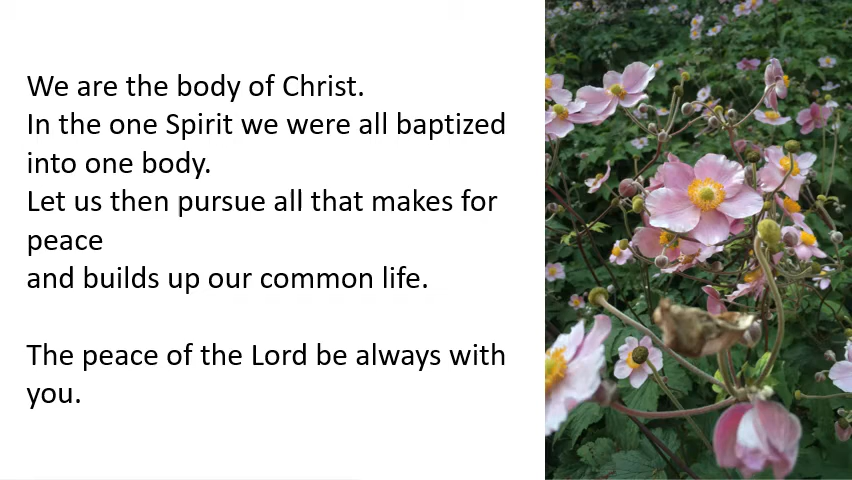 We are the body of Christ.
In the one Spirit we were all baptized
into one body.
Let us then pursue all that makes for
peace
and builds up our common life.
The peace of the Lord be always with
you.